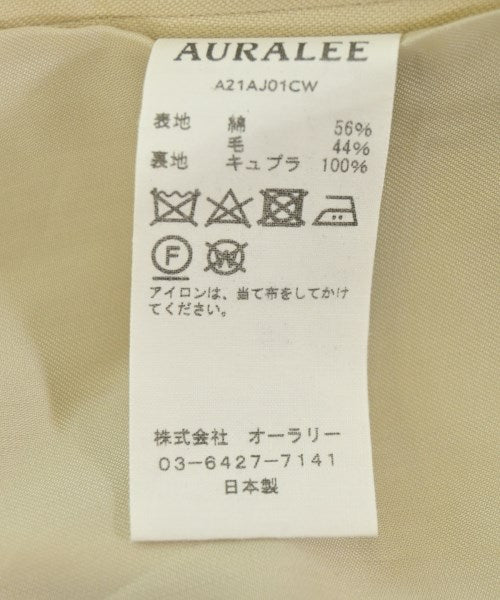 AURALEE
A21AJ01CW
表地 綿 56%
毛 44%
裏地 キュプラ 100%
F W
アイロンは、当て布をしてかけ
てください。
株式会社 オーラリー
03-6427-7141
日本製